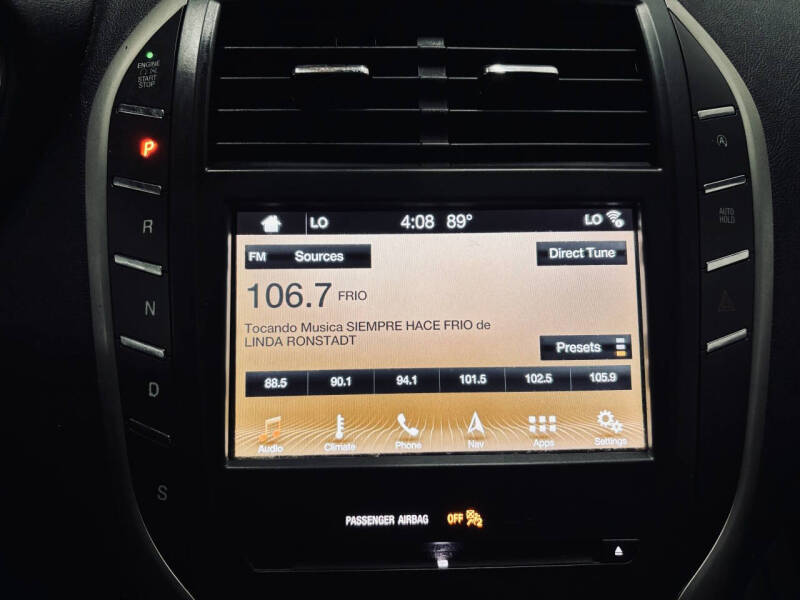 ENGINE
START
STOP
P
R
N
D
S
LO 4:08 89° LO
FM Sources Direct Tune
106.7 FRIO
Tocando Musica SIEMPRE HACE FRIO de
LINDA RONSTADT
Presets
88.5 90.1 94.1 101.5 102.5 105.9
Audio Climate Phone Nav Apps Settings
PASSENGER AIRBAG OFF 2
A
AUTO
HOLD